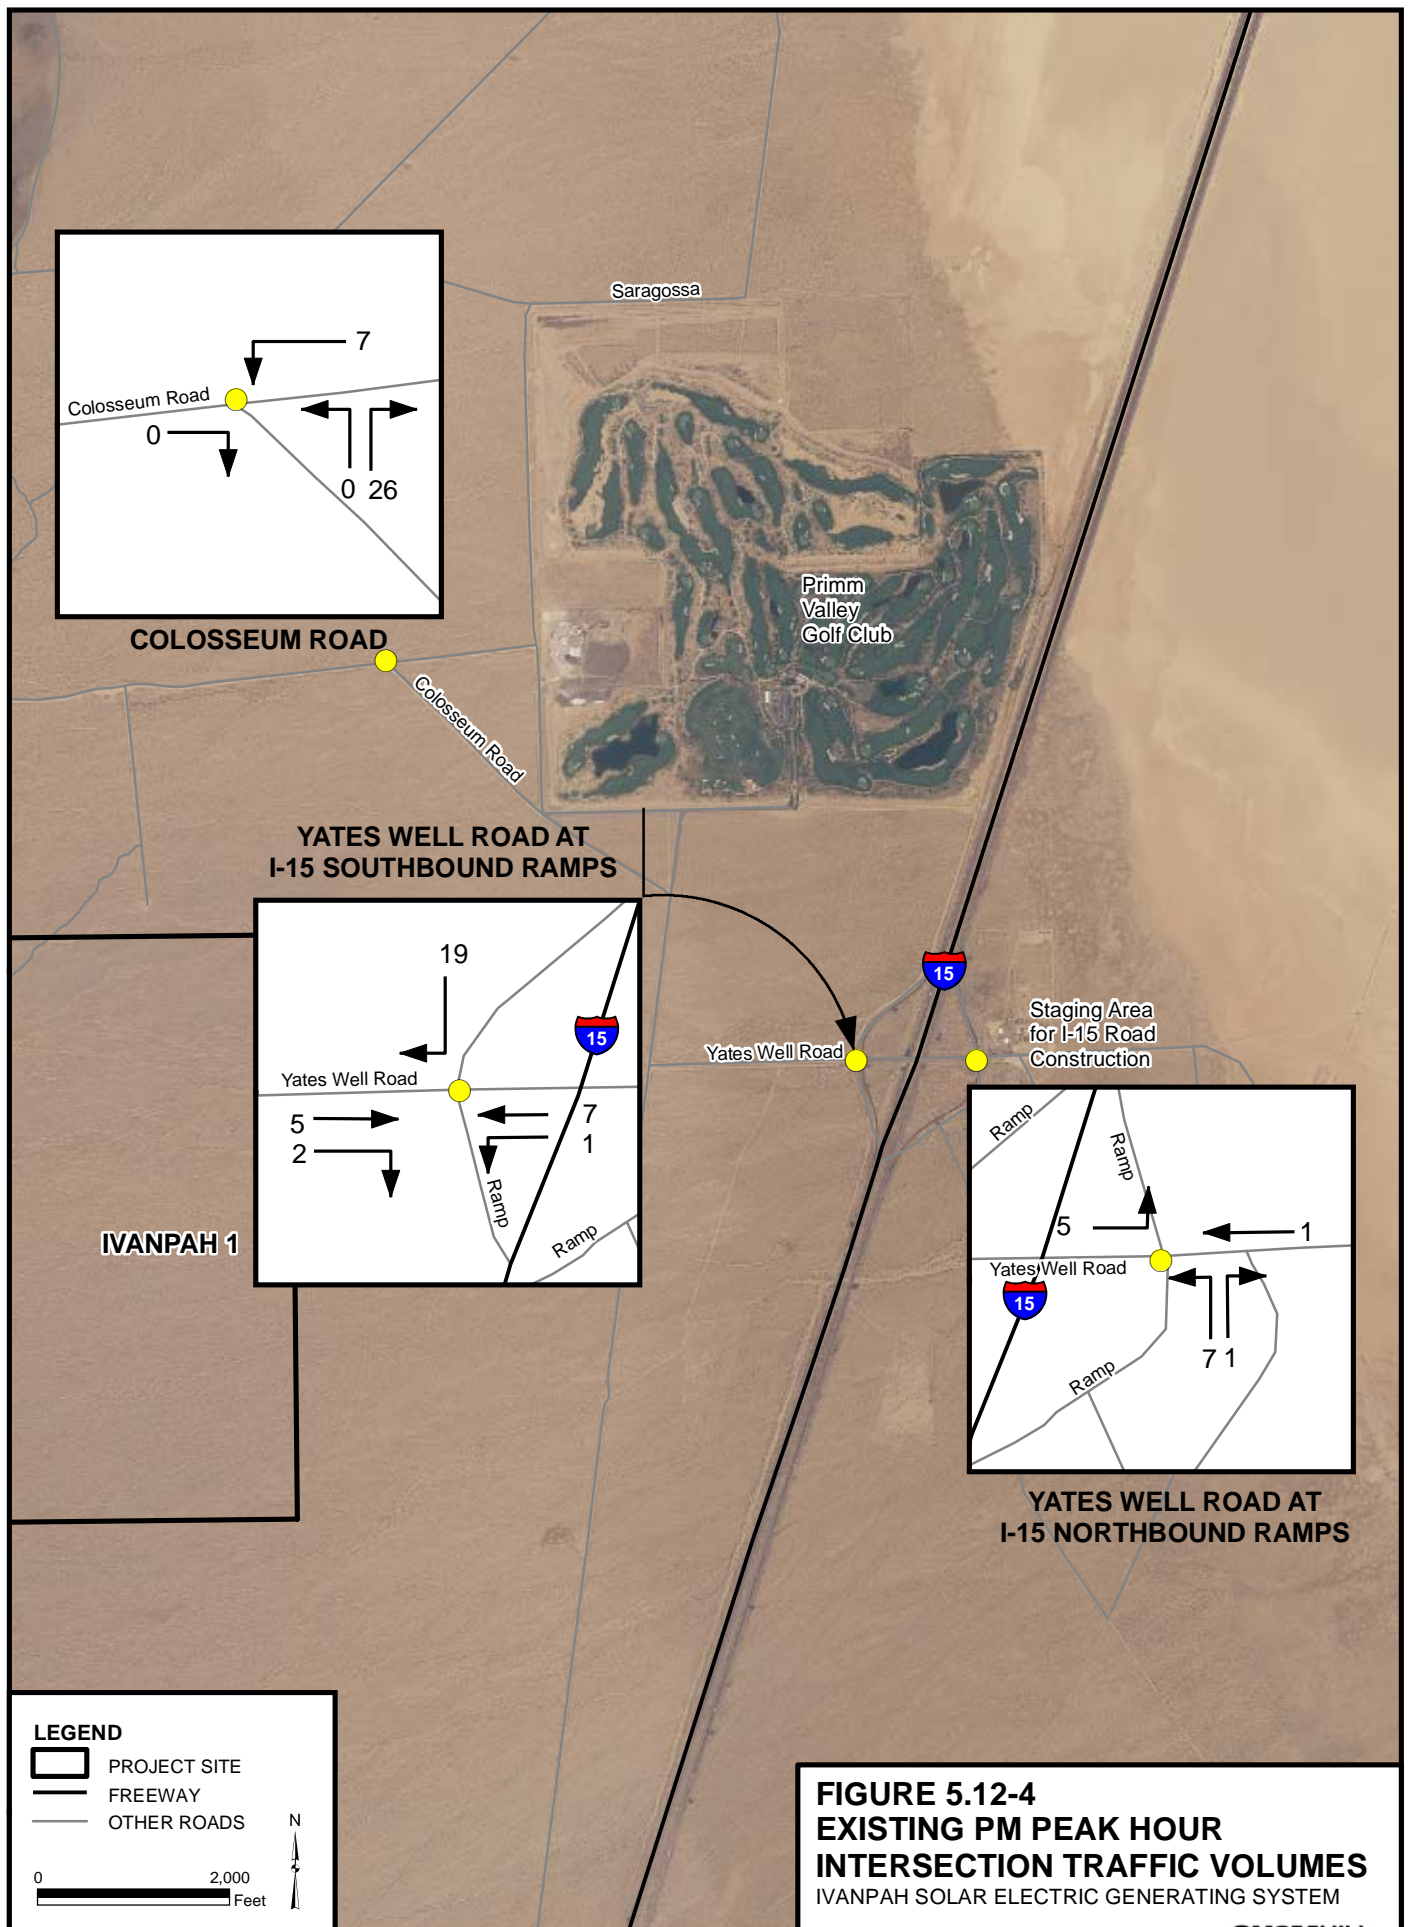 Saragossa
7
Colosseum Road
0
0 26
COLOSSEUM ROAD
Colosseum Road
Primm
Valley
Golf Club
YATES WELL ROAD AT
I-15 SOUTHBOUND RAMPS
19
15
Yates Well Road
5
2
7
1
Ramp
Ramp
IVANPAH 1
15
Yates Well Road
Staging Area
for I-15 Road
Construction
Ramp
Ramp
5
1
Yates Well Road
15
7 1
Ramp
YATES WELL ROAD AT
I-15 NORTHBOUND RAMPS
LEGEND
PROJECT SITE
FREEWAY
OTHER ROADS
N
0 2,000
Feet
FIGURE 5.12-4
EXISTING PM PEAK HOUR
INTERSECTION TRAFFIC VOLUMES
IVANPAH SOLAR ELECTRIC GENERATING SYSTEM